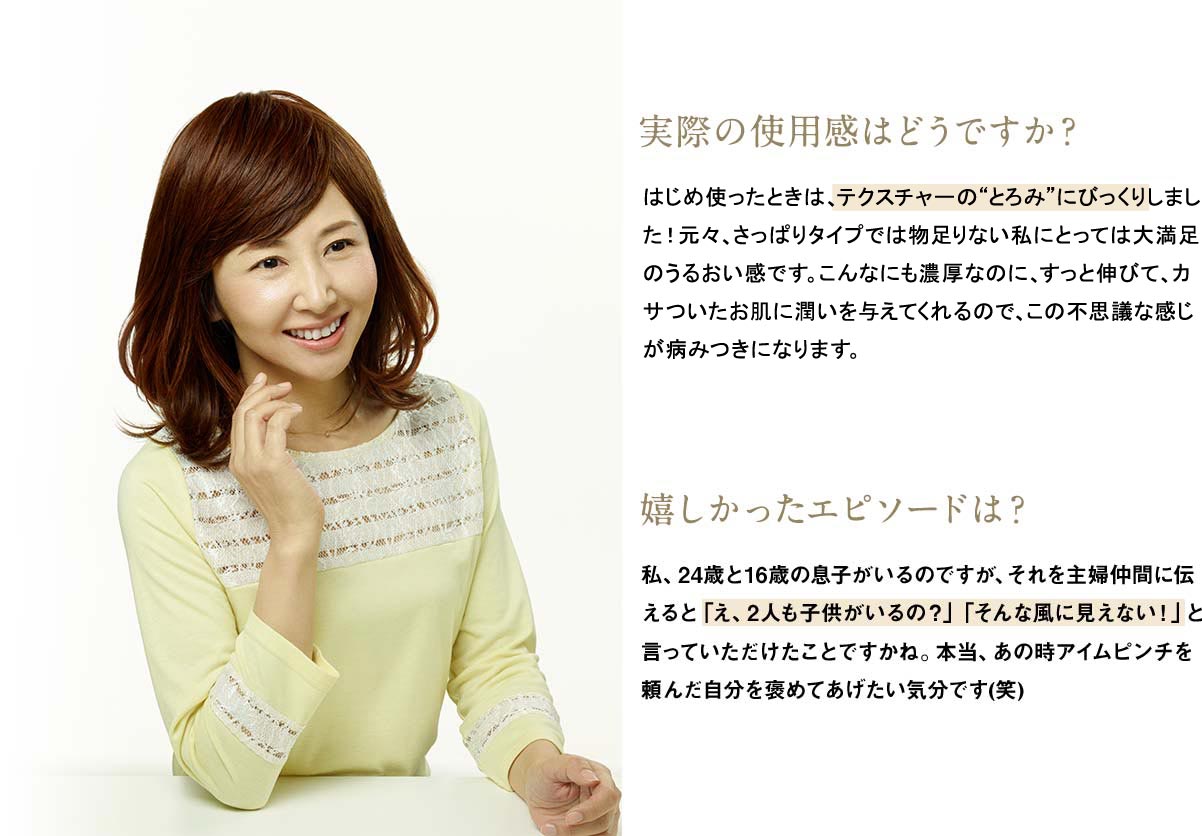 実際の使用感はどうですか?
はじめ使ったときは、テクスチャーの“とろみ”にびっくりしまし
た!元々、さっぱりタイプでは物足りない私にとっては大満足
のうるおい感です。こんなにも濃厚なのに、すっと伸びて、カ
サついたお肌に潤いを与えてくれるので、この不思議な感じ
が病みつきになります。
嬉しかったエピソードは?
私、24歳と16歳の息子がいるのですが、それを主婦仲間に伝
えると「え、2人も子供がいるの?」「そんな風に見えない!」と
言っていただけたことですかね。本当、あの時アイムピンチを
頼んだ自分を褒めてあげたい気分です(笑)